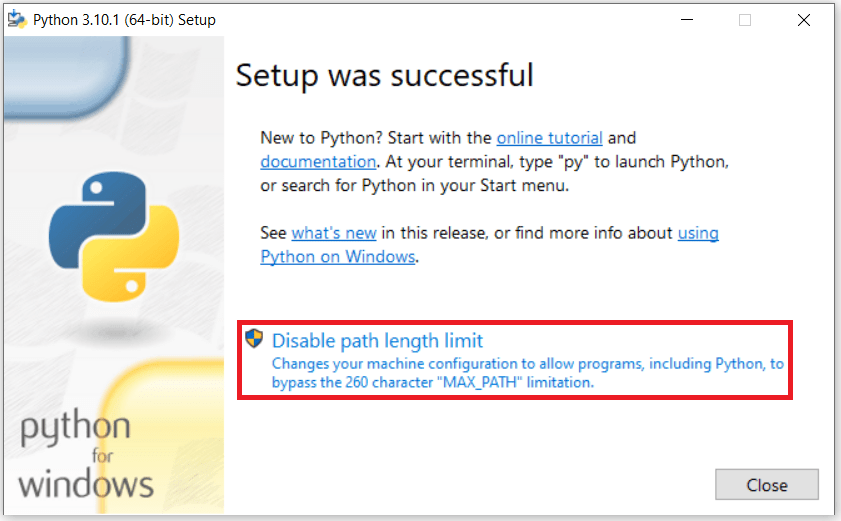 Python 3.10.1 (64-bit) Setup
Setup was successful
New to Python? Start with the online tutorial and
documentation. At your terminal, type "py" to launch Python,
or search for Python in your Start menu.
See what's new in this release, or find more info about using
Python on Windows.
Disable path length limit
Changes your machine configuration to allow programs, including Python, to
bypass the 260 character "MAX_PATH" limitation.
python
for
windows
Close